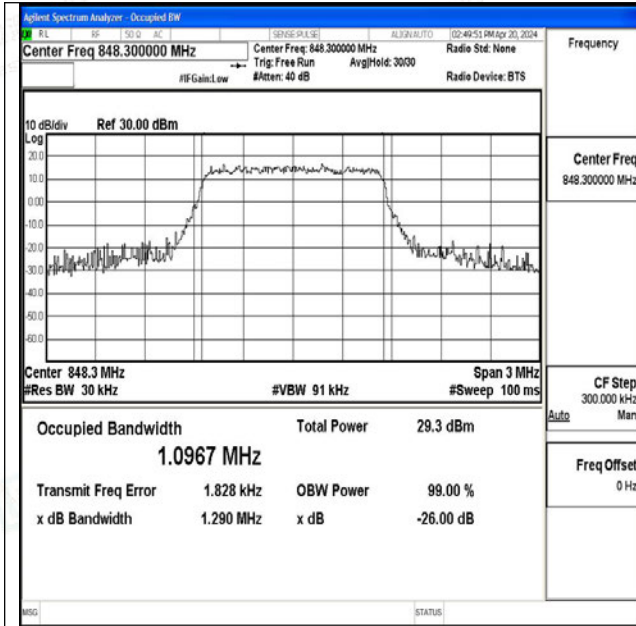 Agilent Spectrum Analyzer - Occupied BW
RL RF 50 Ω AC SENSE:PULSE ALIGNAUTO 02:49:51 PM Apr 20, 2024
Center Freq 848.300000 MHz
Center Freq: 848.300000 MHz
Radio Std: None
Trig: Free Run Avg|Hold: 30/30
#IFGain:Low #Atten: 40 dB Radio Device: BTS
10 dB/div Ref 30.00 dBm
Log
20.0
10.0
0.00
-10.0
-20.0
-30.0
-40.0
-50.0
-60.0
Center 848.3 MHz Span 3 MHz
#Res BW 30 kHz #VBW 91 kHz #Sweep 100 ms
Occupied Bandwidth Total Power 29.3 dBm
1.0967 MHz
Transmit Freq Error 1.828 kHz OBW Power 99.00 %
x dB Bandwidth 1.290 MHz x dB -26.00 dB
MSG STATUS
Frequency
Center Freq
848.300000 MHz
CF Step
300.000 kHz
Auto Man
Freq Offset
0 Hz